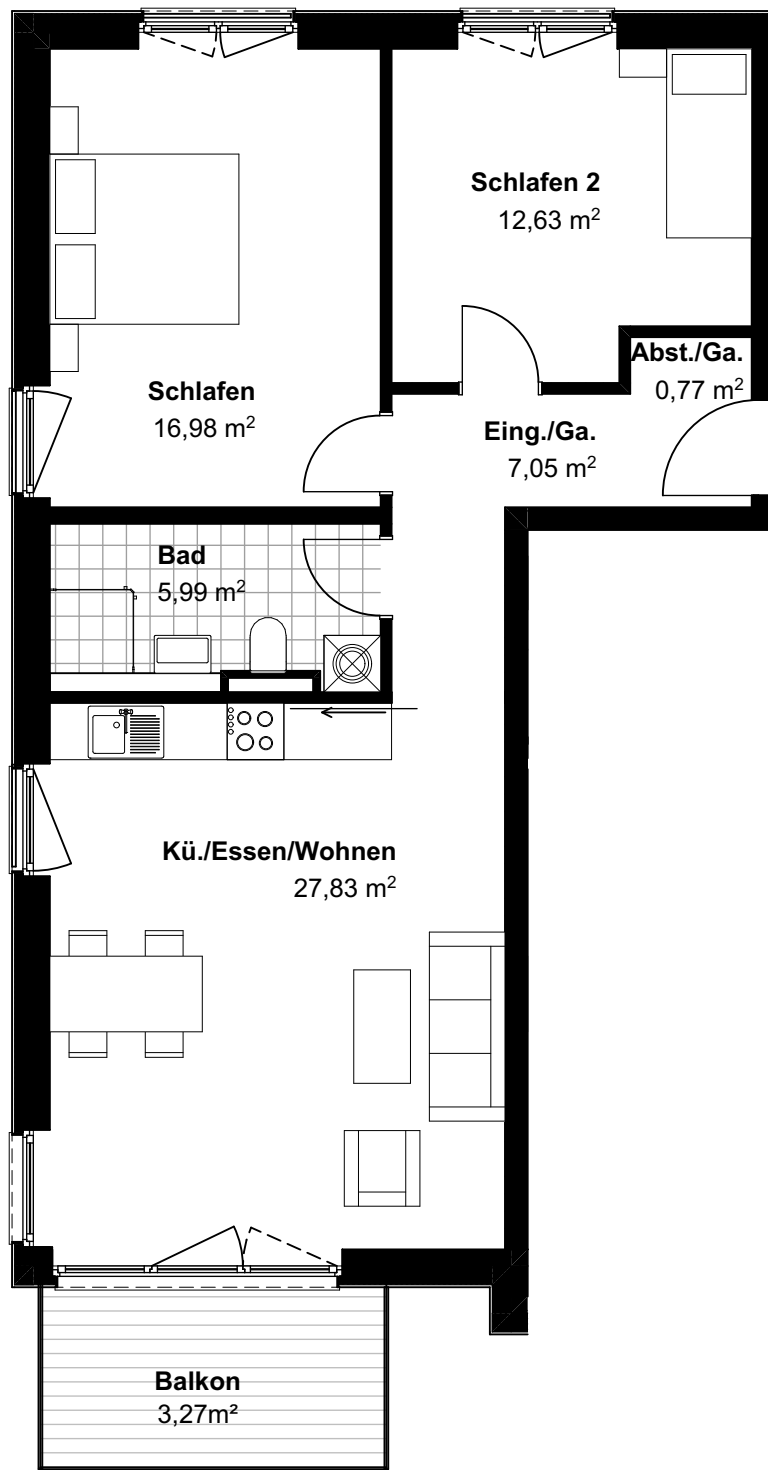 Schlafen 2
12,63 m²
Abst./Ga.
0,77 m²
Schlafen
16,98 m²
Eing./Ga.
7,05 m²
Bad
5,99 m²
Kü./Essen/Wohnen
27,83 m²
Balkon
3,27m²